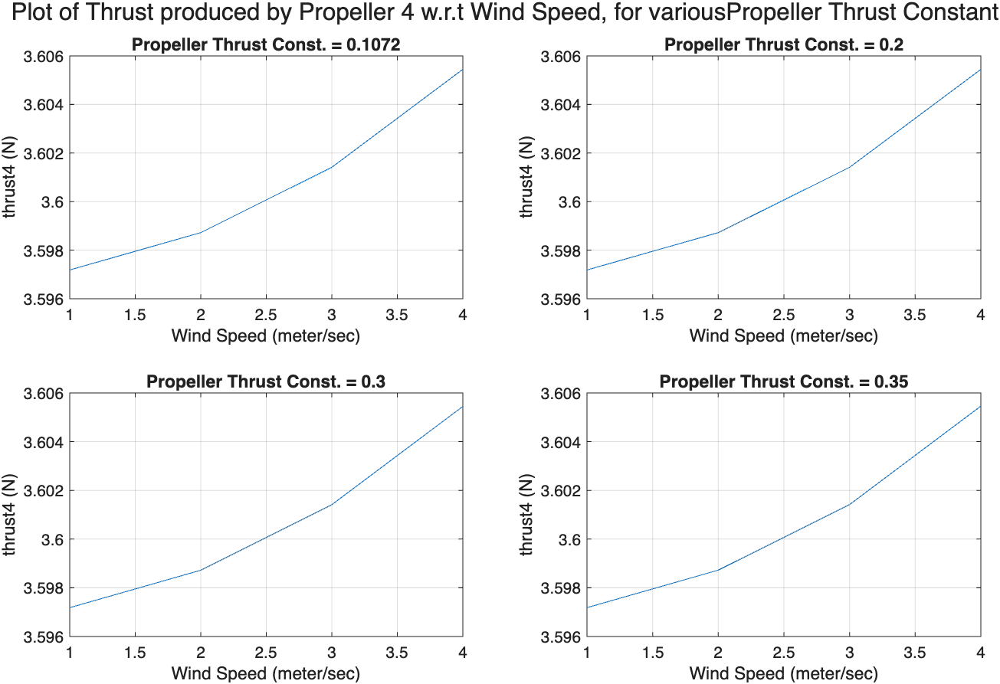 Plot of Thrust produced by Propeller 4 w.r.t Wind Speed, for variousPropeller Thrust Constant
Propeller Thrust Const. = 0.1072
3.606
3.604
3.602
3.6
3.598
3.596
thrust4 (N)
1 1.5 2 2.5 3 3.5 4
Wind Speed (meter/sec)
Propeller Thrust Const. = 0.2
3.606
3.604
3.602
3.6
3.598
3.596
thrust4 (N)
1 1.5 2 2.5 3 3.5 4
Wind Speed (meter/sec)
Propeller Thrust Const. = 0.3
3.606
3.604
3.602
3.6
3.598
3.596
thrust4 (N)
1 1.5 2 2.5 3 3.5 4
Wind Speed (meter/sec)
Propeller Thrust Const. = 0.35
3.606
3.604
3.602
3.6
3.598
3.596
thrust4 (N)
1 1.5 2 2.5 3 3.5 4
Wind Speed (meter/sec)